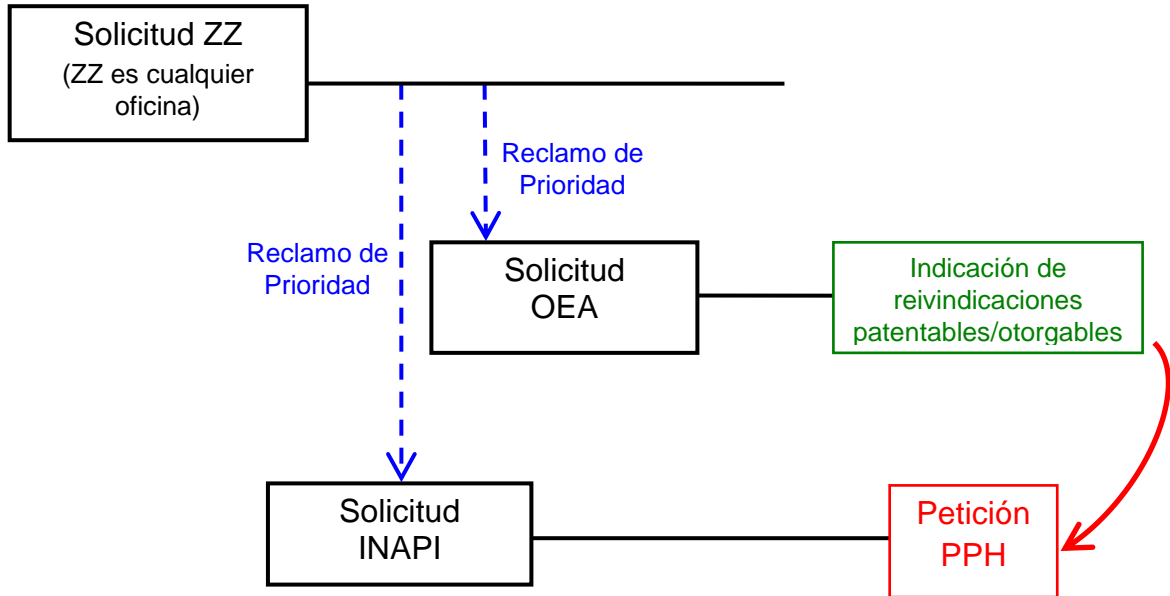 Solicitud ZZ
(ZZ es cualquier
oficina)
Reclamo de
Prioridad
Reclamo de
Prioridad
Solicitud
OEA
Indicación de
reivindicaciones
patentables/otorgables
Solicitud
INAPI
Petición
PPH